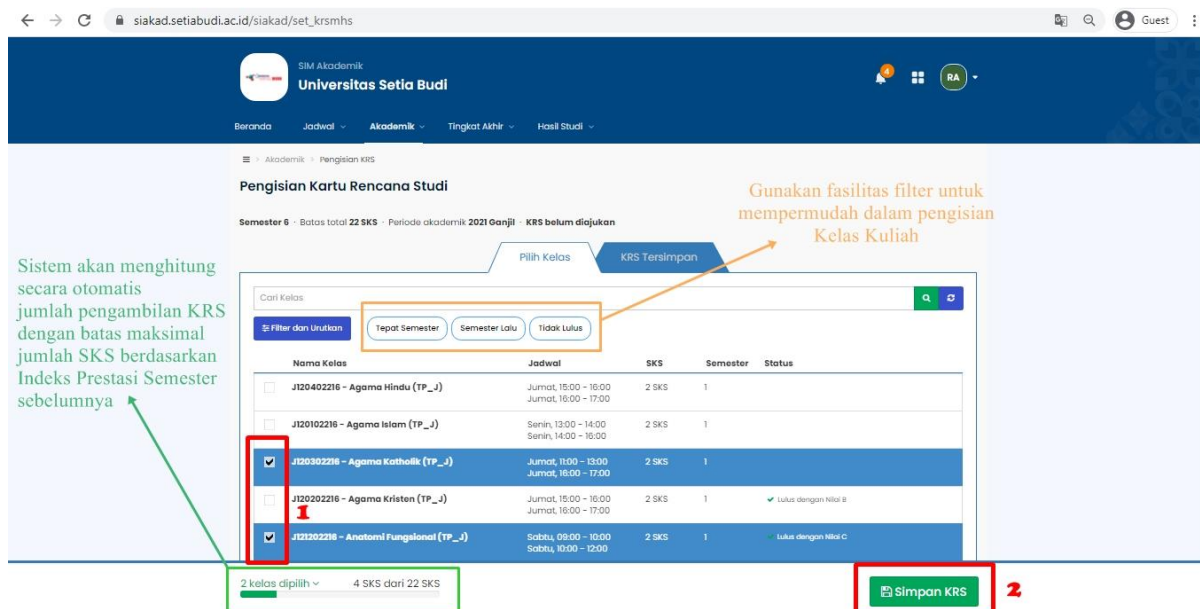 siakad.setiabudi.ac.id/siakad/set_krsmhs
Guest
SIM Akademik
Universitas Setia Budi
4
RA
Beranda
Jadwal
Akademik
Tingkat Akhir
Hasil Studi
Akademik > Pengisian KRS
Pengisian Kartu Rencana Studi
Semester 6 · Batas total 22 SKS · Periode akademik 2021 Ganjil · KRS belum diajukan
Gunakan fasilitas filter untuk
mempermudah dalam pengisian
Kelas Kuliah
Pilih Kelas
KRS Tersimpan
Sistem akan menghitung
secara otomatis
jumlah pengambilan KRS
dengan batas maksimal
jumlah SKS berdasarkan
Indeks Prestasi Semester
sebelumnya
Cari Kelas
Filter dan Urutkan
Tepat Semester
Semester Lalu
Tidak Lulus
Nama Kelas Jadwal SKS Semester Status
J120402216 - Agama Hindu (TP_J) Jumat, 15:00 - 16:00 2 SKS 1
Jumat, 16:00 - 17:00
J120102216 - Agama Islam (TP_J) Senin, 13:00 - 14:00 2 SKS 1
Senin, 14:00 - 16:00
J120302216 - Agama Katholik (TP_J) Jumat, 11:00 - 13:00 2 SKS 1
Jumat, 16:00 - 17:00
J120202216 - Agama Kristen (TP_J) Jumat, 15:00 - 16:00 2 SKS 1 Lulus dengan Nilai B
Jumat, 16:00 - 17:00
1
J121202216 - Anatomi Fungsional (TP_J) Sabtu, 09:00 - 10:00 2 SKS 1 Lulus dengan Nilai C
Sabtu, 10:00 - 12:00
2 kelas dipilih
4 SKS dari 22 SKS
Simpan KRS
2